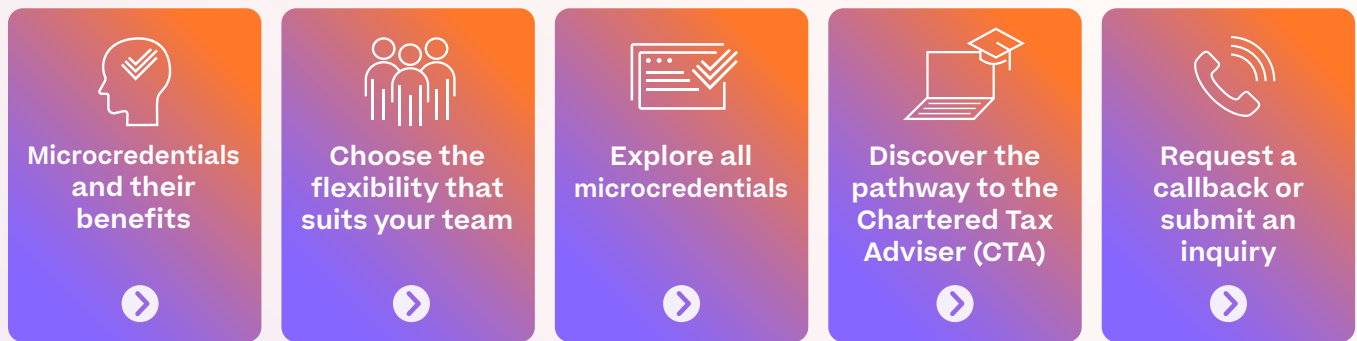 Microcredentials
and their
benefits
Choose the
flexibility that
suits your team
Explore all
microcredentials
Discover the
pathway to the
Chartered Tax
Adviser (CTA)
Request a
callback or
submit an
inquiry